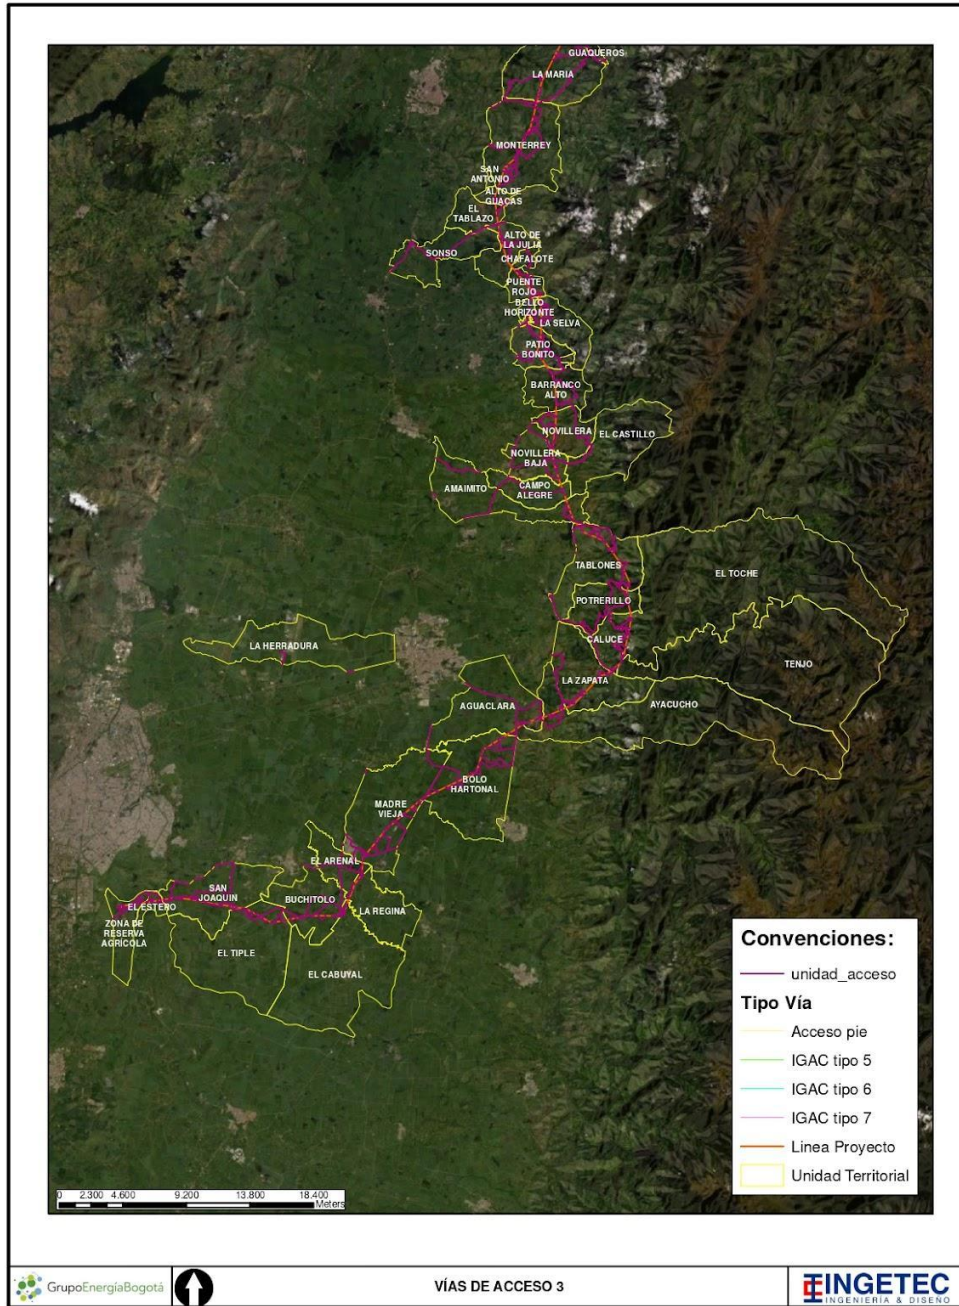 GUAQUEROS
LA MARIA
MONTERREY
SAN
ANTONIO
ALTO DE
GUACAS
EL
TABLAZO
ALTO DE
LA JULIA
SONSO
CHAFALOTE
PUENTE
ROJO
BELLO
HORIZONTE
LA SELVA
PATIO
BONITO
BARRANCO
ALTO
NOVILLERA
EL CASTILLO
NOVILLERA
BAJA
AMAIMITO
CAMPO
ALEGRE
TABLONES
EL TOCHE
POTRERILLO
CALUCE
LA HERRADURA
TENJO
LA ZAPATA
AGUACLARA
AYACUCHO
BOLO
HARTONAL
MADRE
VIEJA
EL ARENAL
SAN
JOAQUIN
BUCHITOLO
EL ESTERO
LA REGINA
ZONA DE
RESERVA
AGRÍCOLA
EL TIPLE
EL CABUYAL
Convenciones:
unidad_acceso
Tipo Vía
Acceso pie
IGAC tipo 5
IGAC tipo 6
IGAC tipo 7
Linea Proyecto
Unidad Territorial
0 2.300 4.600 9.200 13.800 18.400
Meters
GrupoEnergíaBogotá
VÍAS DE ACCESO 3
INGETEC
INGENIERÍA & DISEÑO